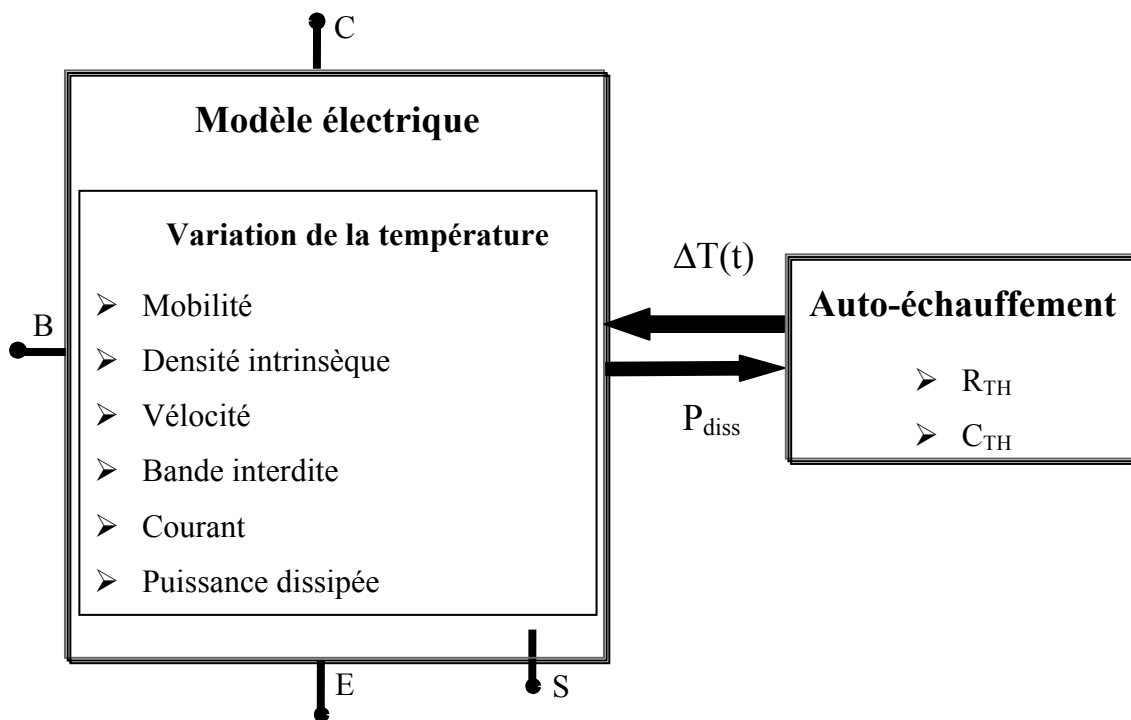 C
Modèle électrique
Variation de la température
➢ Mobilité
➢ Densité intrinsèque
➢ Vélocité
➢ Bande interdite
➢ Courant
➢ Puissance dissipée
B
E
S
ΔT(t)
P_diss
Auto-échauffement
➢ R_TH
➢ C_TH